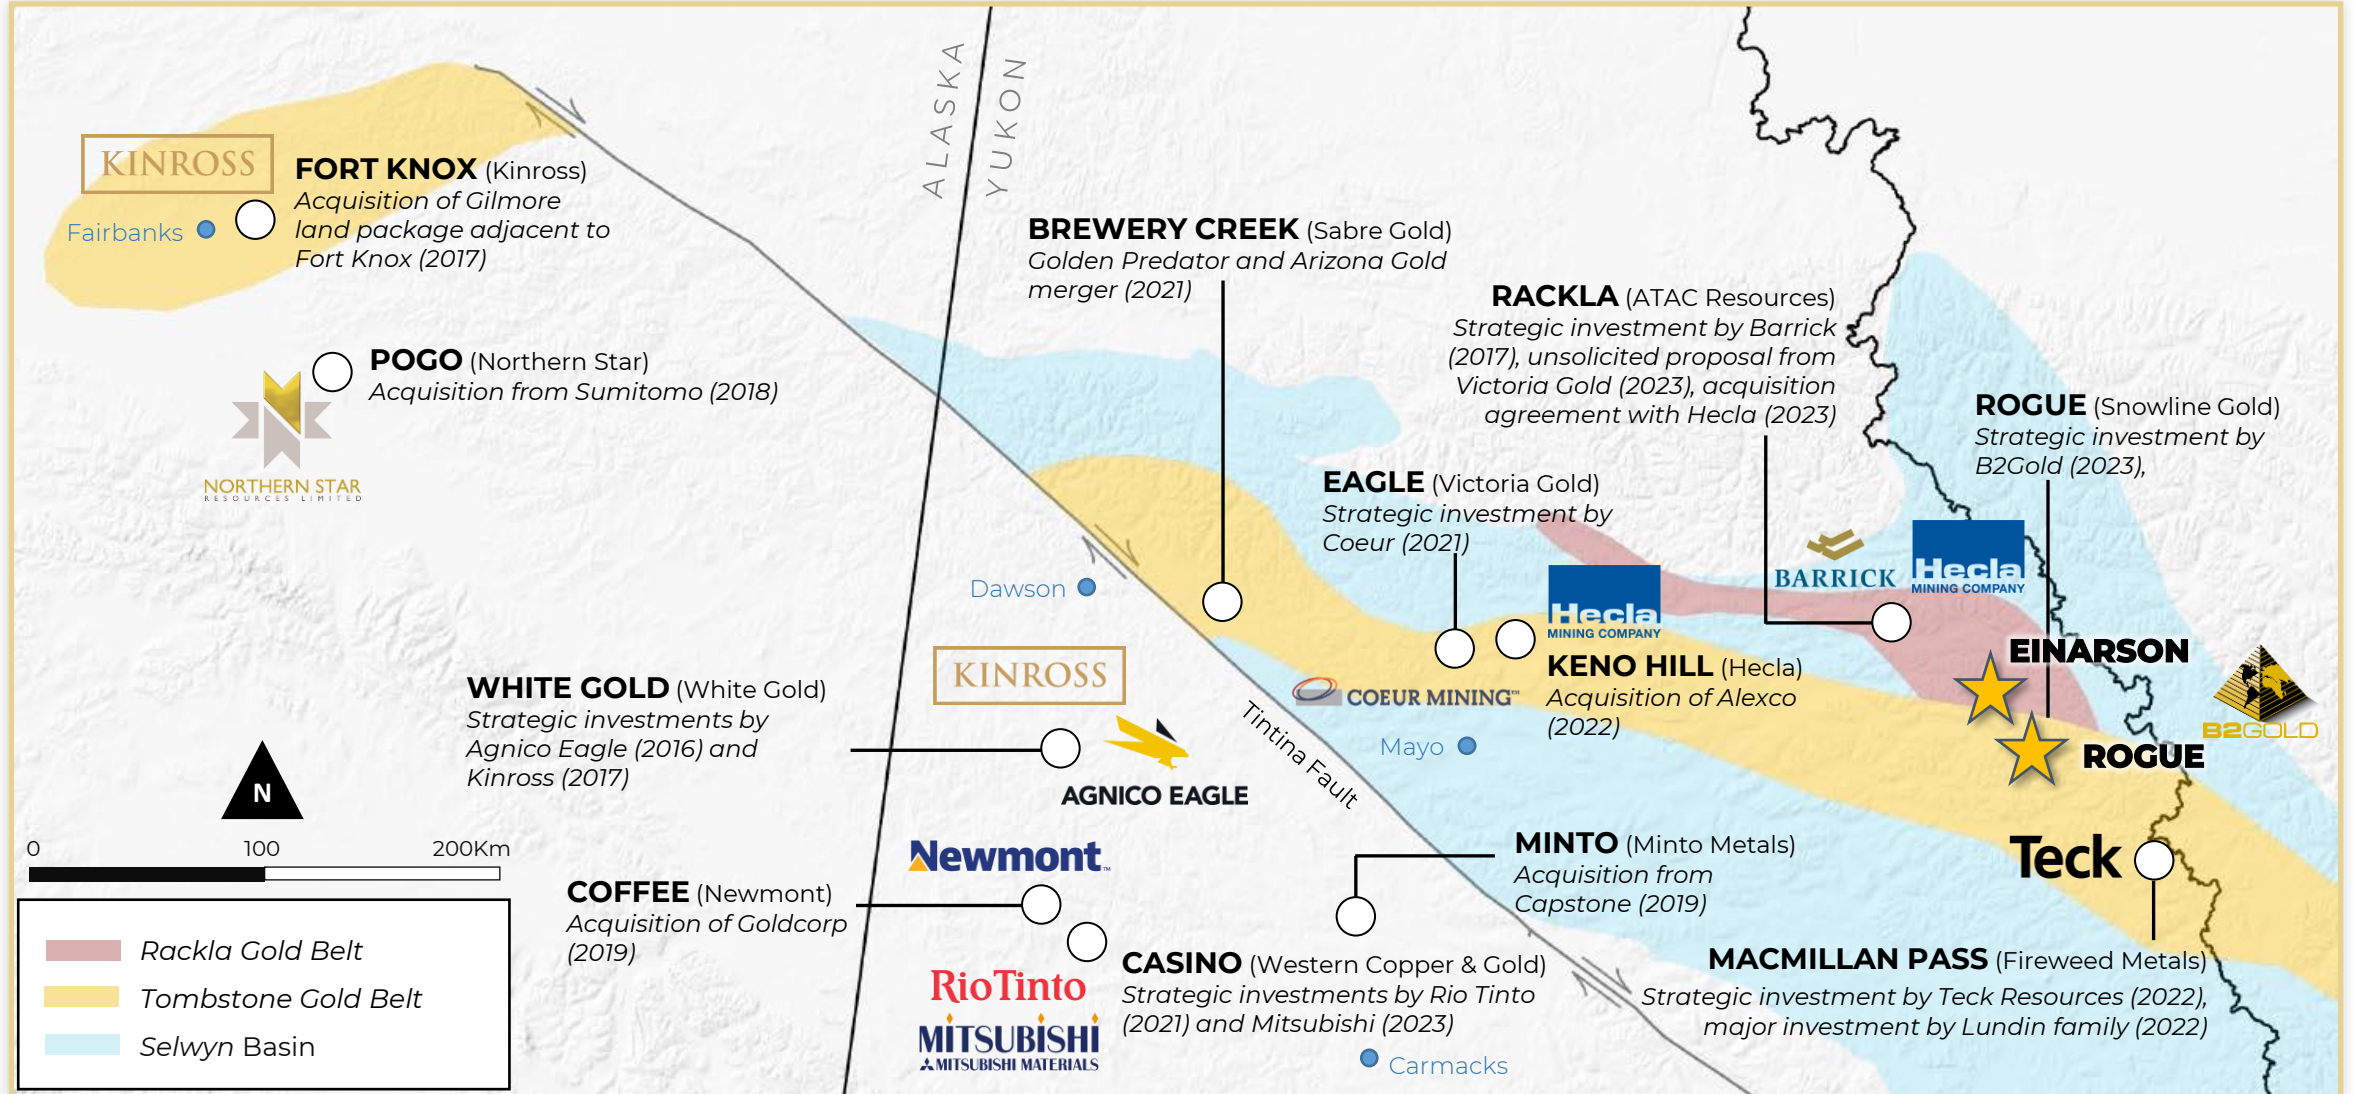 ALASKA
YUKON
KINROSS
FORT KNOX (Kinross)
Acquisition of Gilmore
land package adjacent to
Fort Knox (2017)
Fairbanks
POGO (Northern Star)
Acquisition from Sumitomo (2018)
NORTHERN STAR
RESOURCES LIMITED
BREWERY CREEK (Sabre Gold)
Golden Predator and Arizona Gold
merger (2021)
RACKLA (ATAC Resources)
Strategic investment by Barrick
(2017), unsolicited proposal from
Victoria Gold (2023), acquisition
agreement with Hecla (2023)
ROGUE (Snowline Gold)
Strategic investment by
B2Gold (2023),
EAGLE (Victoria Gold)
Strategic investment by
Coeur (2021)
BARRICK
Hecla
MINING COMPANY
Hecla
MINING COMPANY
Dawson
KENO HILL (Hecla)
Acquisition of Alexco
(2022)
COEUR MINING™
Mayo
EINARSON
ROGUE
B2GOLD
KINROSS
WHITE GOLD (White Gold)
Strategic investments by
Agnico Eagle (2016) and
Kinross (2017)
AGNICO EAGLE
Tintina Fault
N
0 100 200Km
Newmont™
COFFEE (Newmont)
Acquisition of Goldcorp
(2019)
MINTO (Minto Metals)
Acquisition from
Capstone (2019)
Teck
RioTinto
MITSUBISHI
MITSUBISHI MATERIALS
CASINO (Western Copper & Gold)
Strategic investments by Rio Tinto
(2021) and Mitsubishi (2023)
Carmacks
MACMILLAN PASS (Fireweed Metals)
Strategic investment by Teck Resources (2022),
major investment by Lundin family (2022)
Rackla Gold Belt
Tombstone Gold Belt
Selwyn Basin